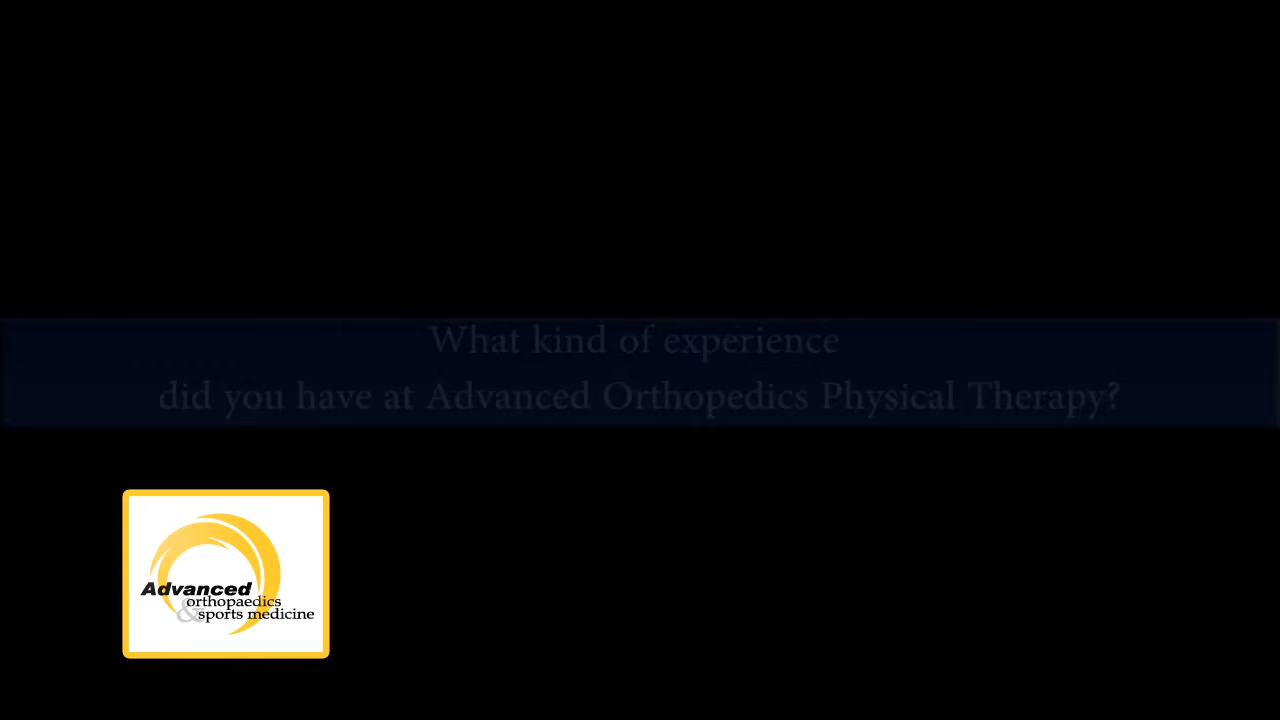 What kind of experience
did you have at Advanced Orthopedics Physical Therapy?
Advanced
orthopaedics
& sports medicine